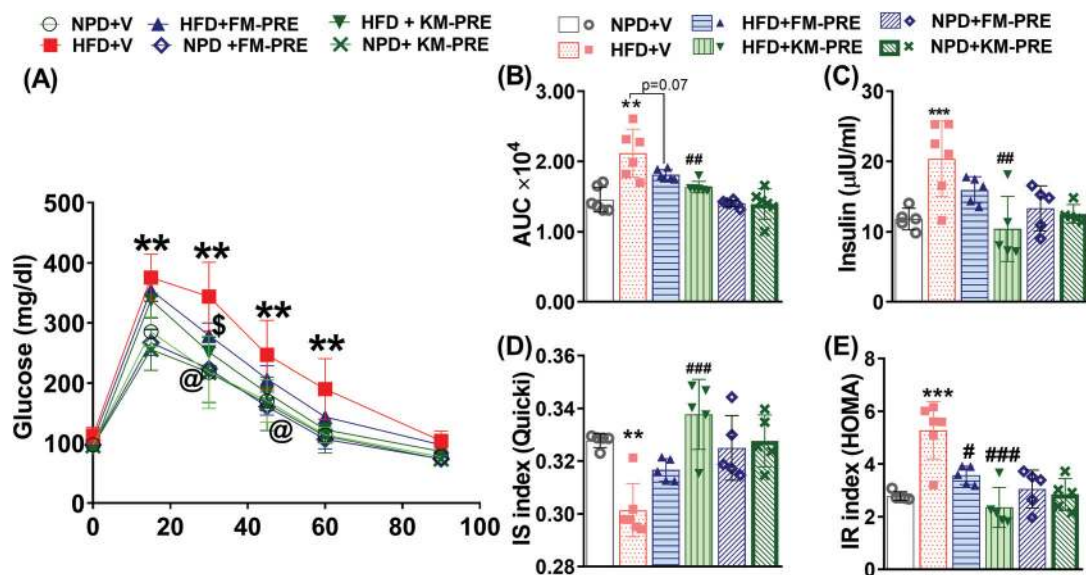 NPD+V HFD+FM-PRE HFD + KM-PRE
HFD+V NPD +FM-PRE NPD+ KM-PRE
NPD+V HFD+FM-PRE NPD+FM-PRE
HFD+V HFD+KM-PRE NPD+KM-PRE
(A)
Glucose (mg/dl)
500
400
300
200
100
0
** ** ** **
$
@
@
0 20 40 60 80 100
(B)
AUC ×10⁴
3.00
2.00
1.00
0.00
**
p=0.07
##
(C)
Insulin (µIU/ml)
30
20
10
0
***
##
(D)
IS index (Quicki)
0.36
0.34
0.32
0.30
0.28
**
###
(E)
IR index (HOMA)
8
6
4
2
0
***
#
###